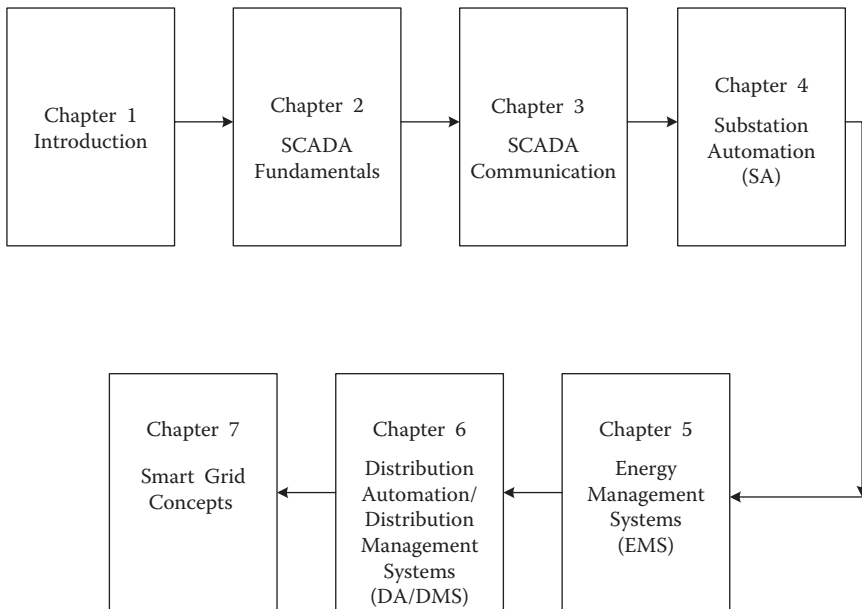 Chapter 1
Introduction
Chapter 2
SCADA
Fundamentals
Chapter 3
SCADA
Communication
Chapter 4
Substation
Automation
(SA)
Chapter 7
Smart Grid
Concepts
Chapter 6
Distribution
Automation/
Distribution
Management
Systems
(DA/DMS)
Chapter 5
Energy
Management
Systems
(EMS)